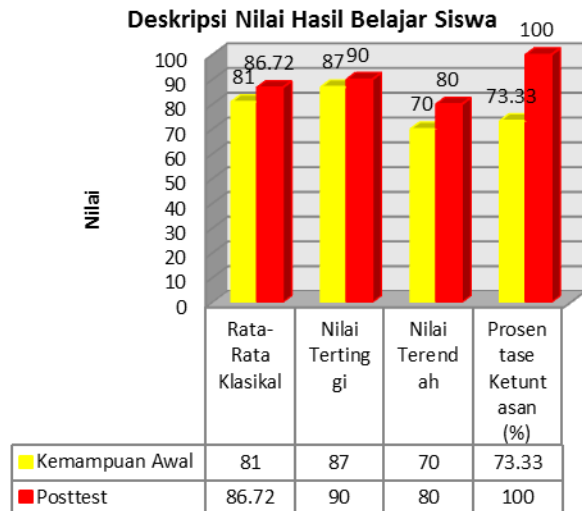 Deskripsi Nilai Hasil Belajar Siswa
Nilai
100
90
80
70
60
50
40
30
20
10
0
81
86.72
87
90
70
80
73.33
100
Rata-
Rata
Klasikal
Nilai
Terting
gi
Nilai
Terend
ah
Prosen
tase
Ketunt
asan
(%)
Kemampuan Awal 81 87 70 73.33
Posttest 86.72 90 80 100